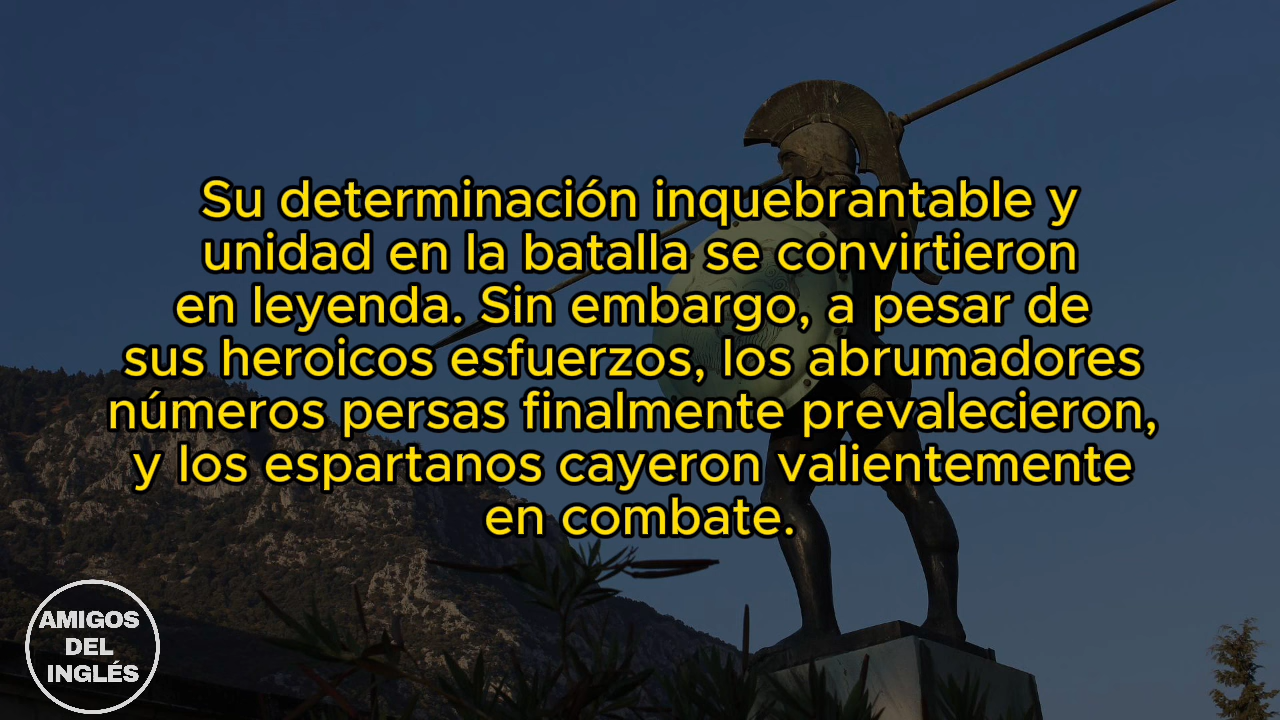 Su determinación inquebrantable y
unidad en la batalla se convirtieron
en leyenda. Sin embargo, a pesar de
sus heroicos esfuerzos, los abrumadores
números persas finalmente prevalecieron,
y los espartanos cayeron valientemente
en combate.
AMIGOS
DEL
INGLÉS